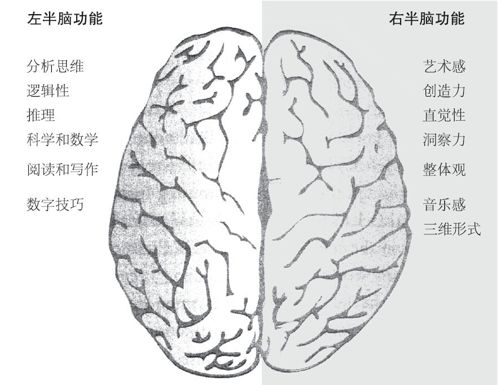 左半脑功能
分析思维
逻辑性
推理
科学和数学
阅读和写作
数字技巧
右半脑功能
艺术感
创造力
直觉性
洞察力
整体观
音乐感
三维形式